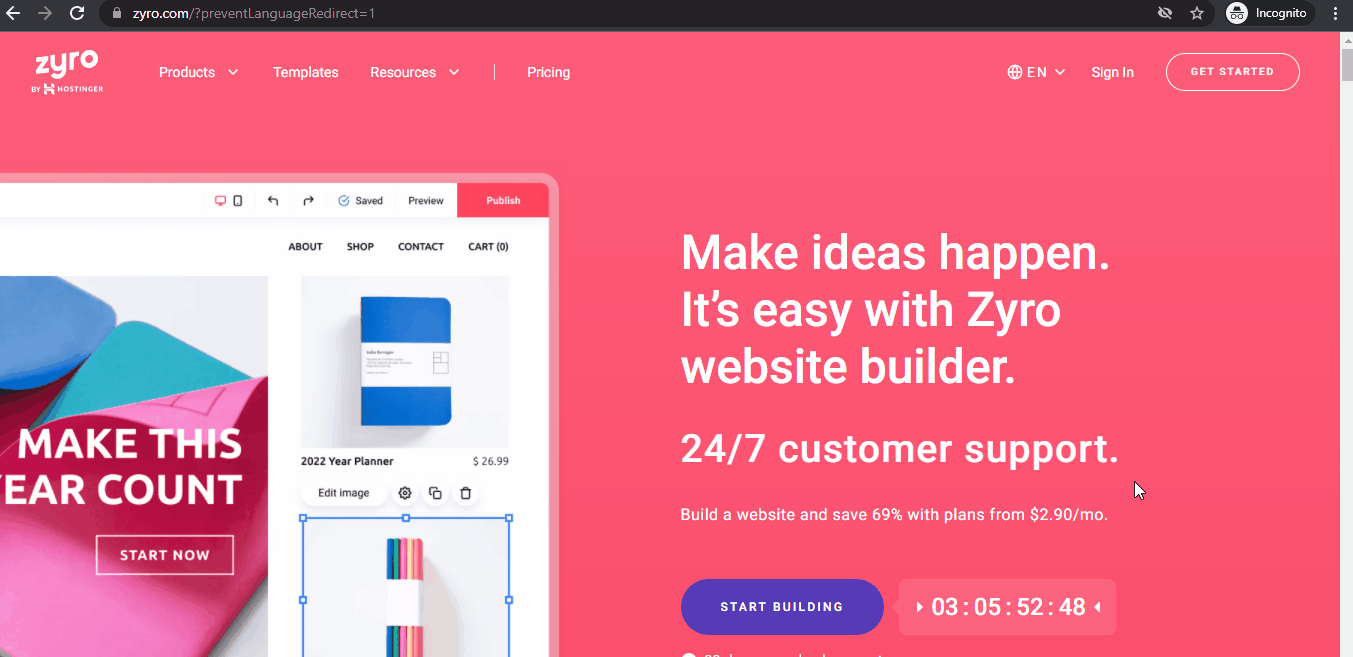 zyro.com/?preventLanguageRedirect=1
Incognito
zyro
BY HOSTINGER
Products
Templates
Resources
Pricing
EN
Sign In
GET STARTED
Saved
Preview
Publish
ABOUT
SHOP
CONTACT
CART (0)
MAKE THIS
YEAR COUNT
START NOW
2022 Year Planner
$ 26.99
Edit image
Make ideas happen.
It's easy with Zyro
website builder.
24/7 customer support.
Build a website and save 69% with plans from $2.90/mo.
START BUILDING
03 : 05 : 52 : 48